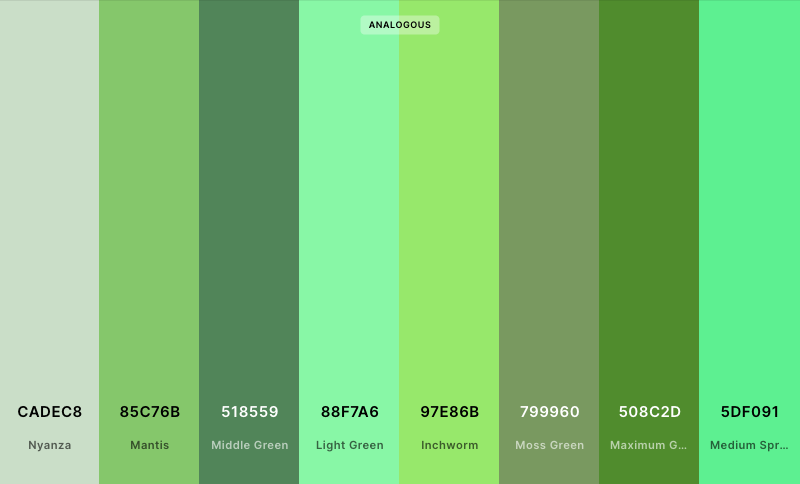 ANALOGOUS
CADEC8 85C76B 518559 88F7A6 97E86B 799960 508C2D 5DF091
Nyanza Mantis Middle Green Light Green Inchworm Moss Green Maximum G... Medium Spr...